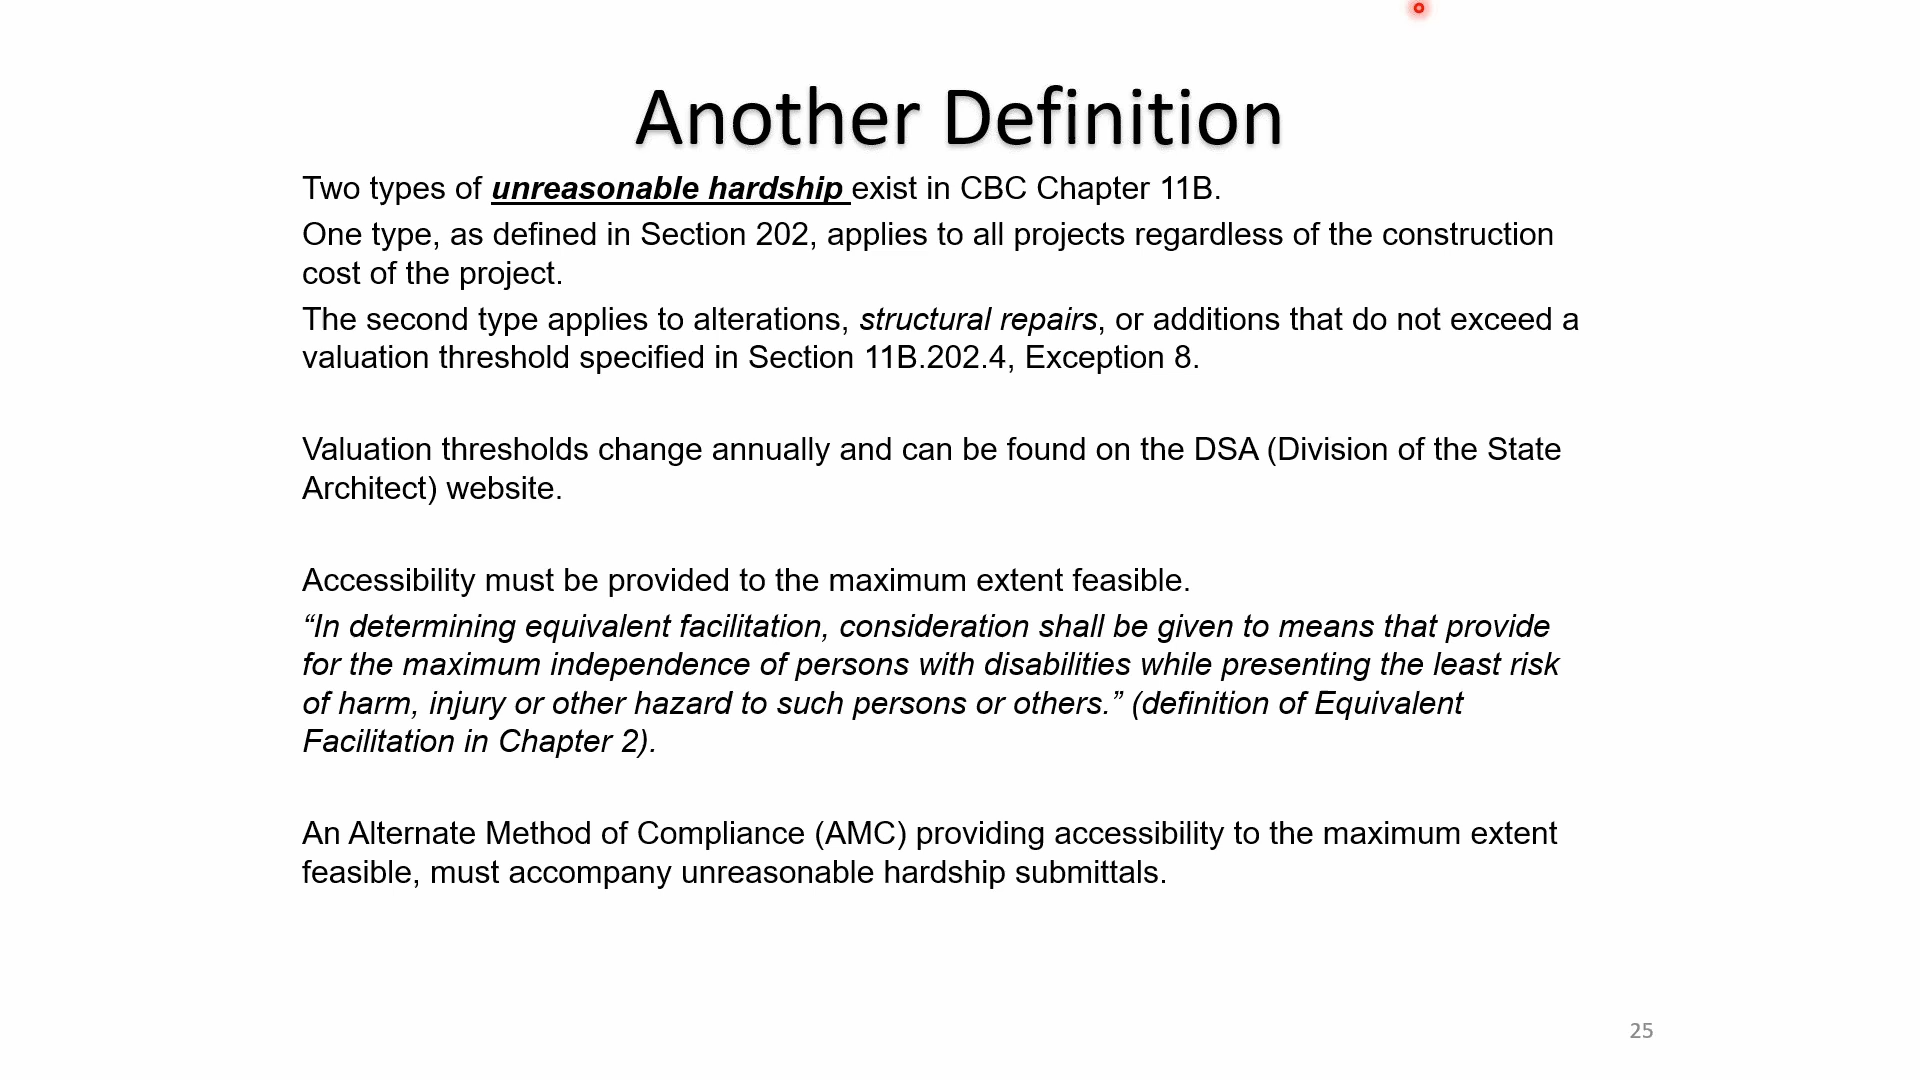 Another Definition
Two types of unreasonable hardship exist in CBC Chapter 11B.
One type, as defined in Section 202, applies to all projects regardless of the construction
cost of the project.
The second type applies to alterations, structural repairs, or additions that do not exceed a
valuation threshold specified in Section 11B.202.4, Exception 8.
Valuation thresholds change annually and can be found on the DSA (Division of the State
Architect) website.
Accessibility must be provided to the maximum extent feasible.
“In determining equivalent facilitation, consideration shall be given to means that provide
for the maximum independence of persons with disabilities while presenting the least risk
of harm, injury or other hazard to such persons or others.” (definition of Equivalent
Facilitation in Chapter 2).
An Alternate Method of Compliance (AMC) providing accessibility to the maximum extent
feasible, must accompany unreasonable hardship submittals.
25